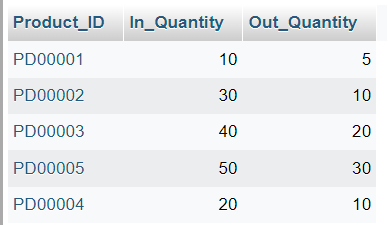 Product_ID In_Quantity Out_Quantity
PD00001 10 5
PD00002 30 10
PD00003 40 20
PD00005 50 30
PD00004 20 10